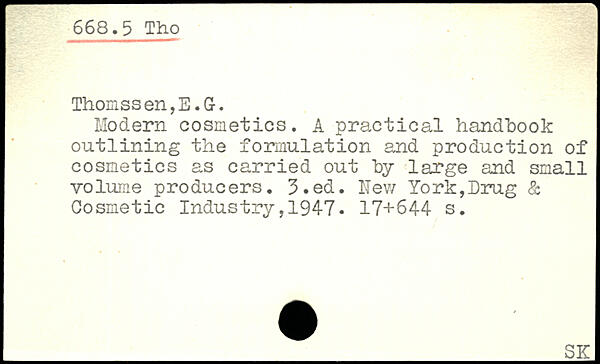 668.5 Tho
Thomssen,E.G.
Modern cosmetics. A practical handbook
outlining the formulation and production of
cosmetics as carried out by large and small
volume producers. 3.ed. New York,Drug &
Cosmetic Industry,1947. 17+644 s.
SK